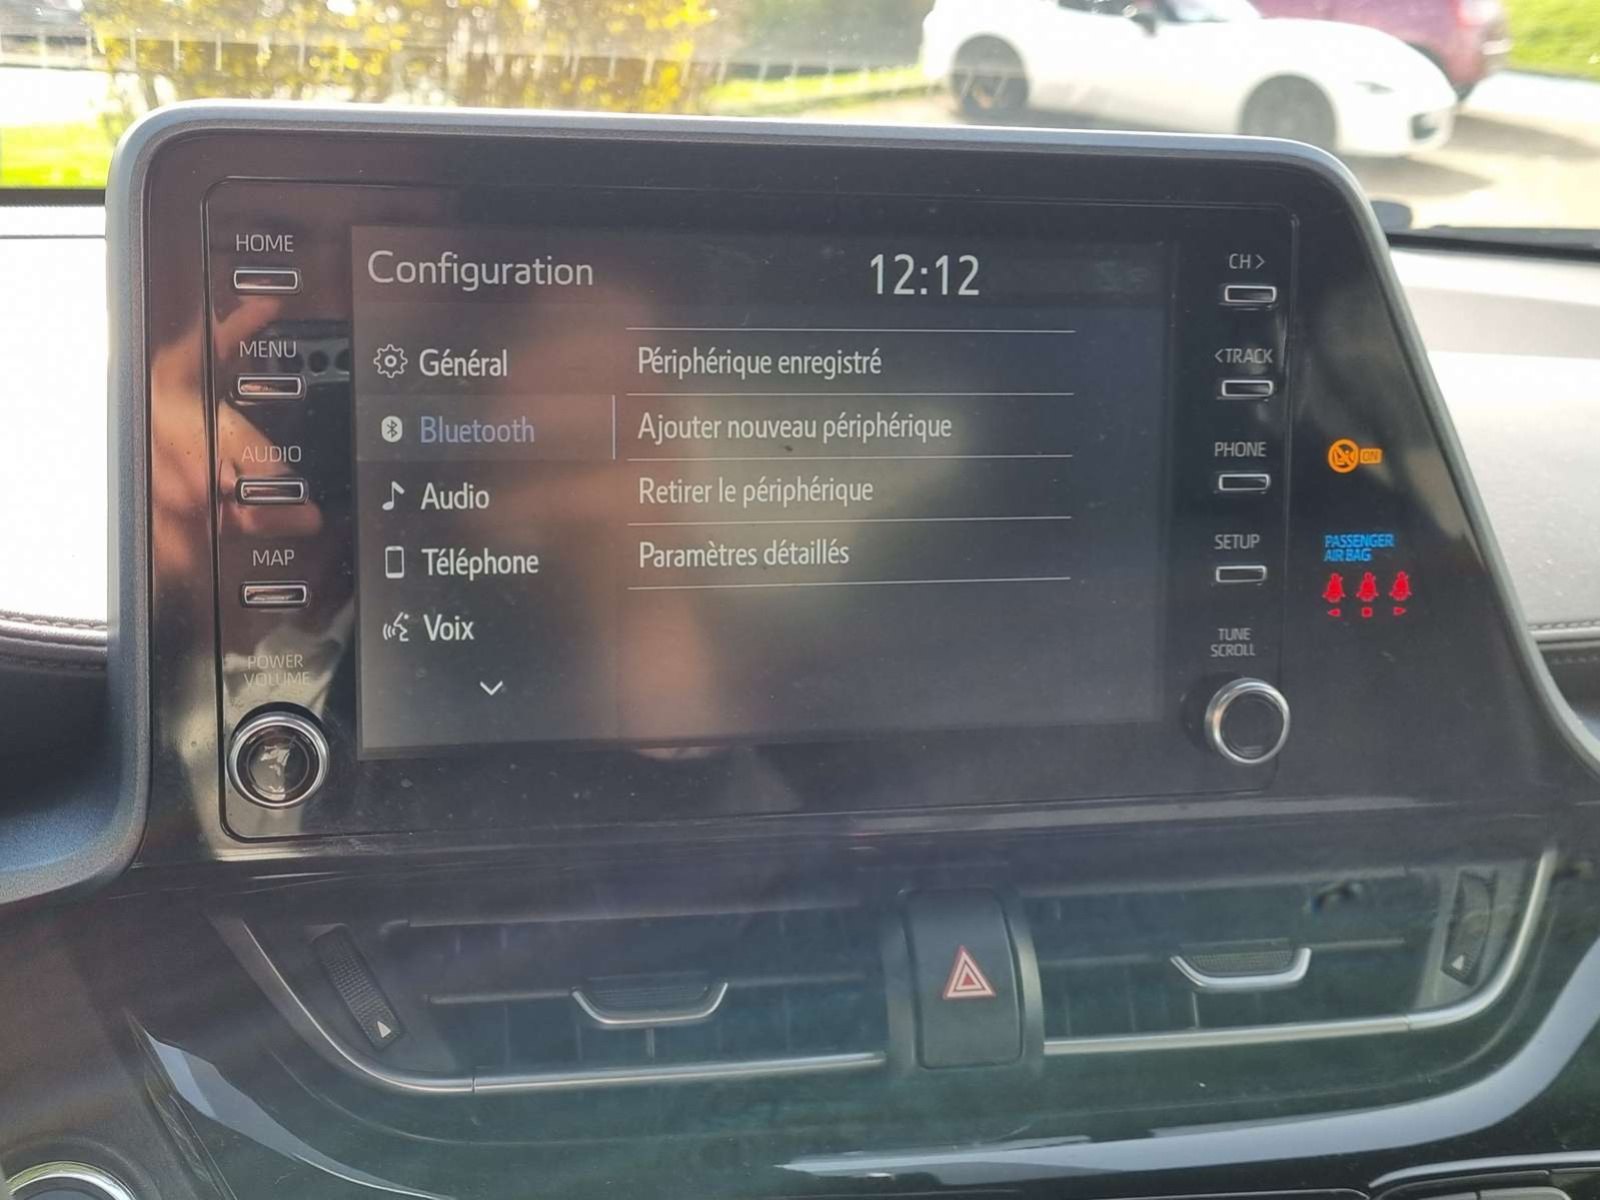 HOME
MENU
AUDIO
MAP
POWER
VOLUME
Configuration
12:12
Général
Bluetooth
Audio
Téléphone
Voix
Périphérique enregistré
Ajouter nouveau périphérique
Retirer le périphérique
Paramètres détaillés
CH>
<TRACK
PHONE
SETUP
TUNE
SCROLL
ON
PASSENGER
AIR BAG